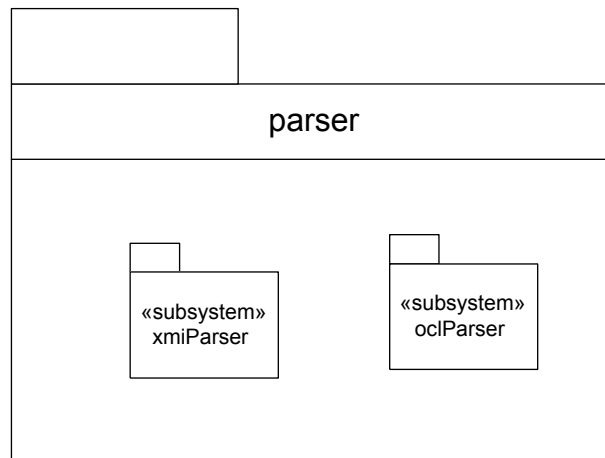 parser
«subsystem»
xmiParser
«subsystem»
oclParser